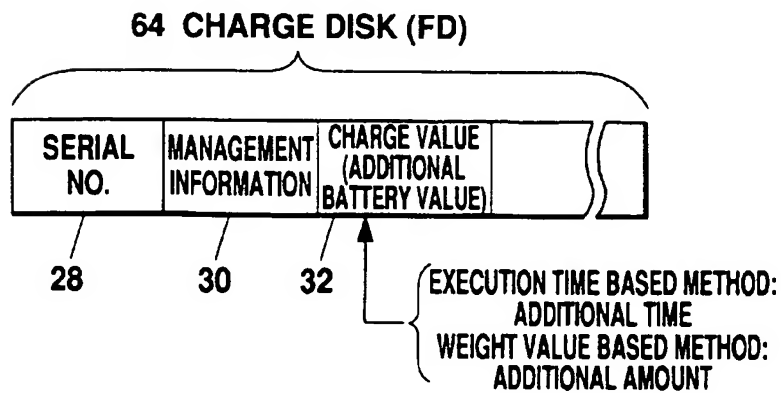 64 CHARGE DISK (FD)
SERIAL
NO.
MANAGEMENT
INFORMATION
CHARGE VALUE
(ADDITIONAL
BATTERY VALUE)
28
30
32
EXECUTION TIME BASED METHOD:
ADDITIONAL TIME
WEIGHT VALUE BASED METHOD:
ADDITIONAL AMOUNT